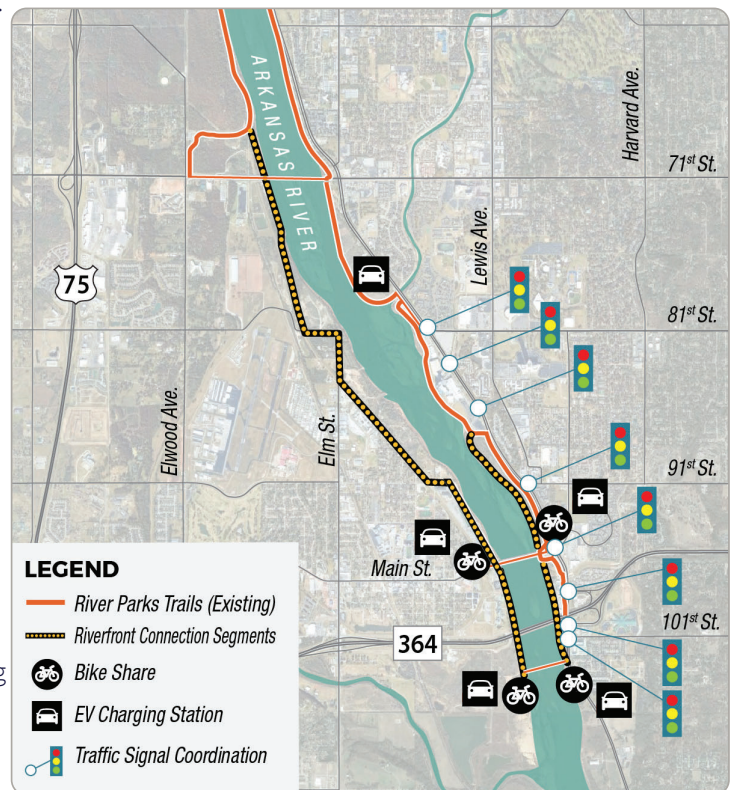 ARKANSAS RIVER
Harvard Ave.
71st St.
Lewis Ave.
75
81st St.
Elwood Ave.
Elm St.
91st St.
Main St.
101st St.
364
LEGEND
River Parks Trails (Existing)
Riverfront Connection Segments
Bike Share
EV Charging Station
Traffic Signal Coordination